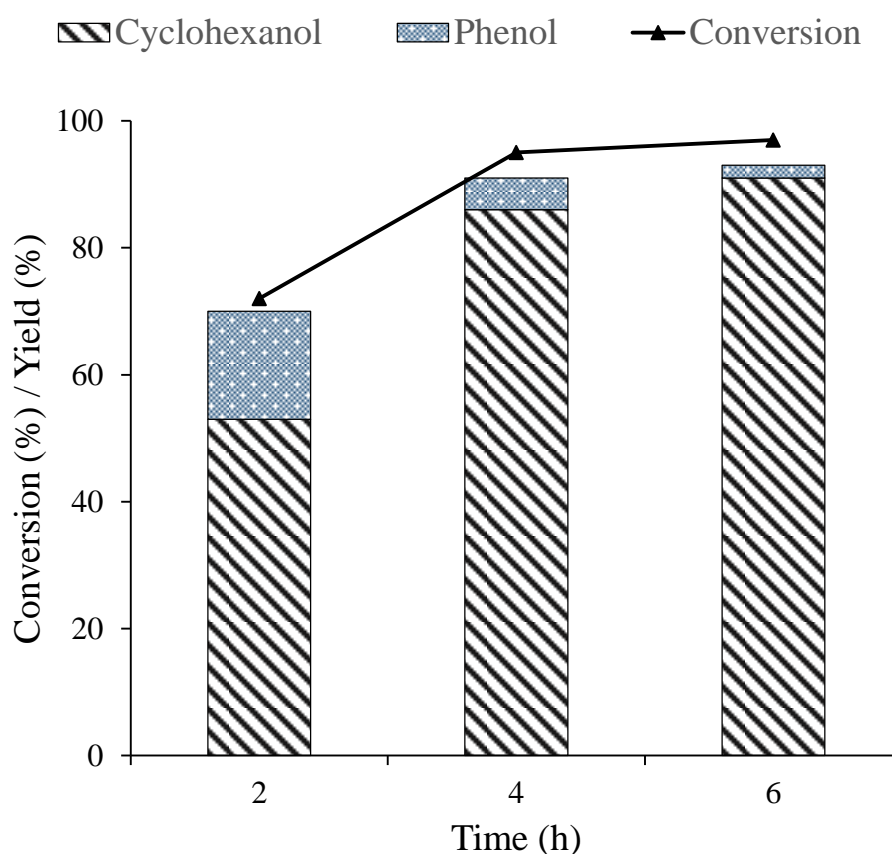 Cyclohexanol Phenol Conversion
100
80
60
40
20
0
Conversion (%) / Yield (%)
2 4 6
Time (h)